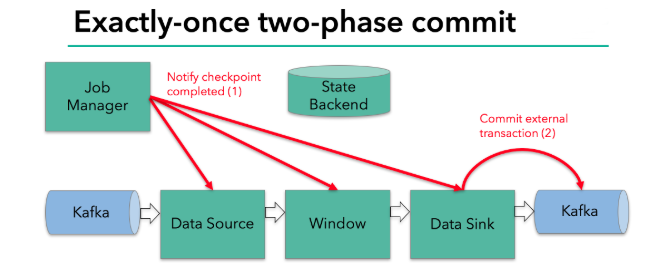 Exactly-once two-phase commit
Job
Manager
Notify checkpoint
completed (1)
State
Backend
Commit external
transaction (2)
Kafka
Data Source
Window
Data Sink
Kafka